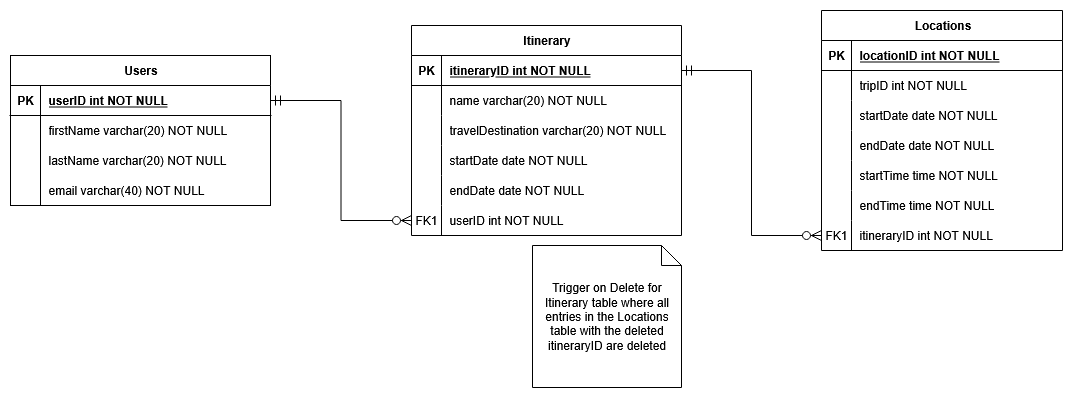 Users
PK userID int NOT NULL
firstName varchar(20) NOT NULL
lastName varchar(20) NOT NULL
email varchar(40) NOT NULL
Itinerary
PK itineraryID int NOT NULL
name varchar(20) NOT NULL
travelDestination varchar(20) NOT NULL
startDate date NOT NULL
endDate date NOT NULL
FK1 userID int NOT NULL
Locations
PK locationID int NOT NULL
tripID int NOT NULL
startDate date NOT NULL
endDate date NOT NULL
startTime time NOT NULL
endTime time NOT NULL
FK1 itineraryID int NOT NULL
Trigger on Delete for
Itinerary table where all
entries in the Locations
table with the deleted
itineraryID are deleted